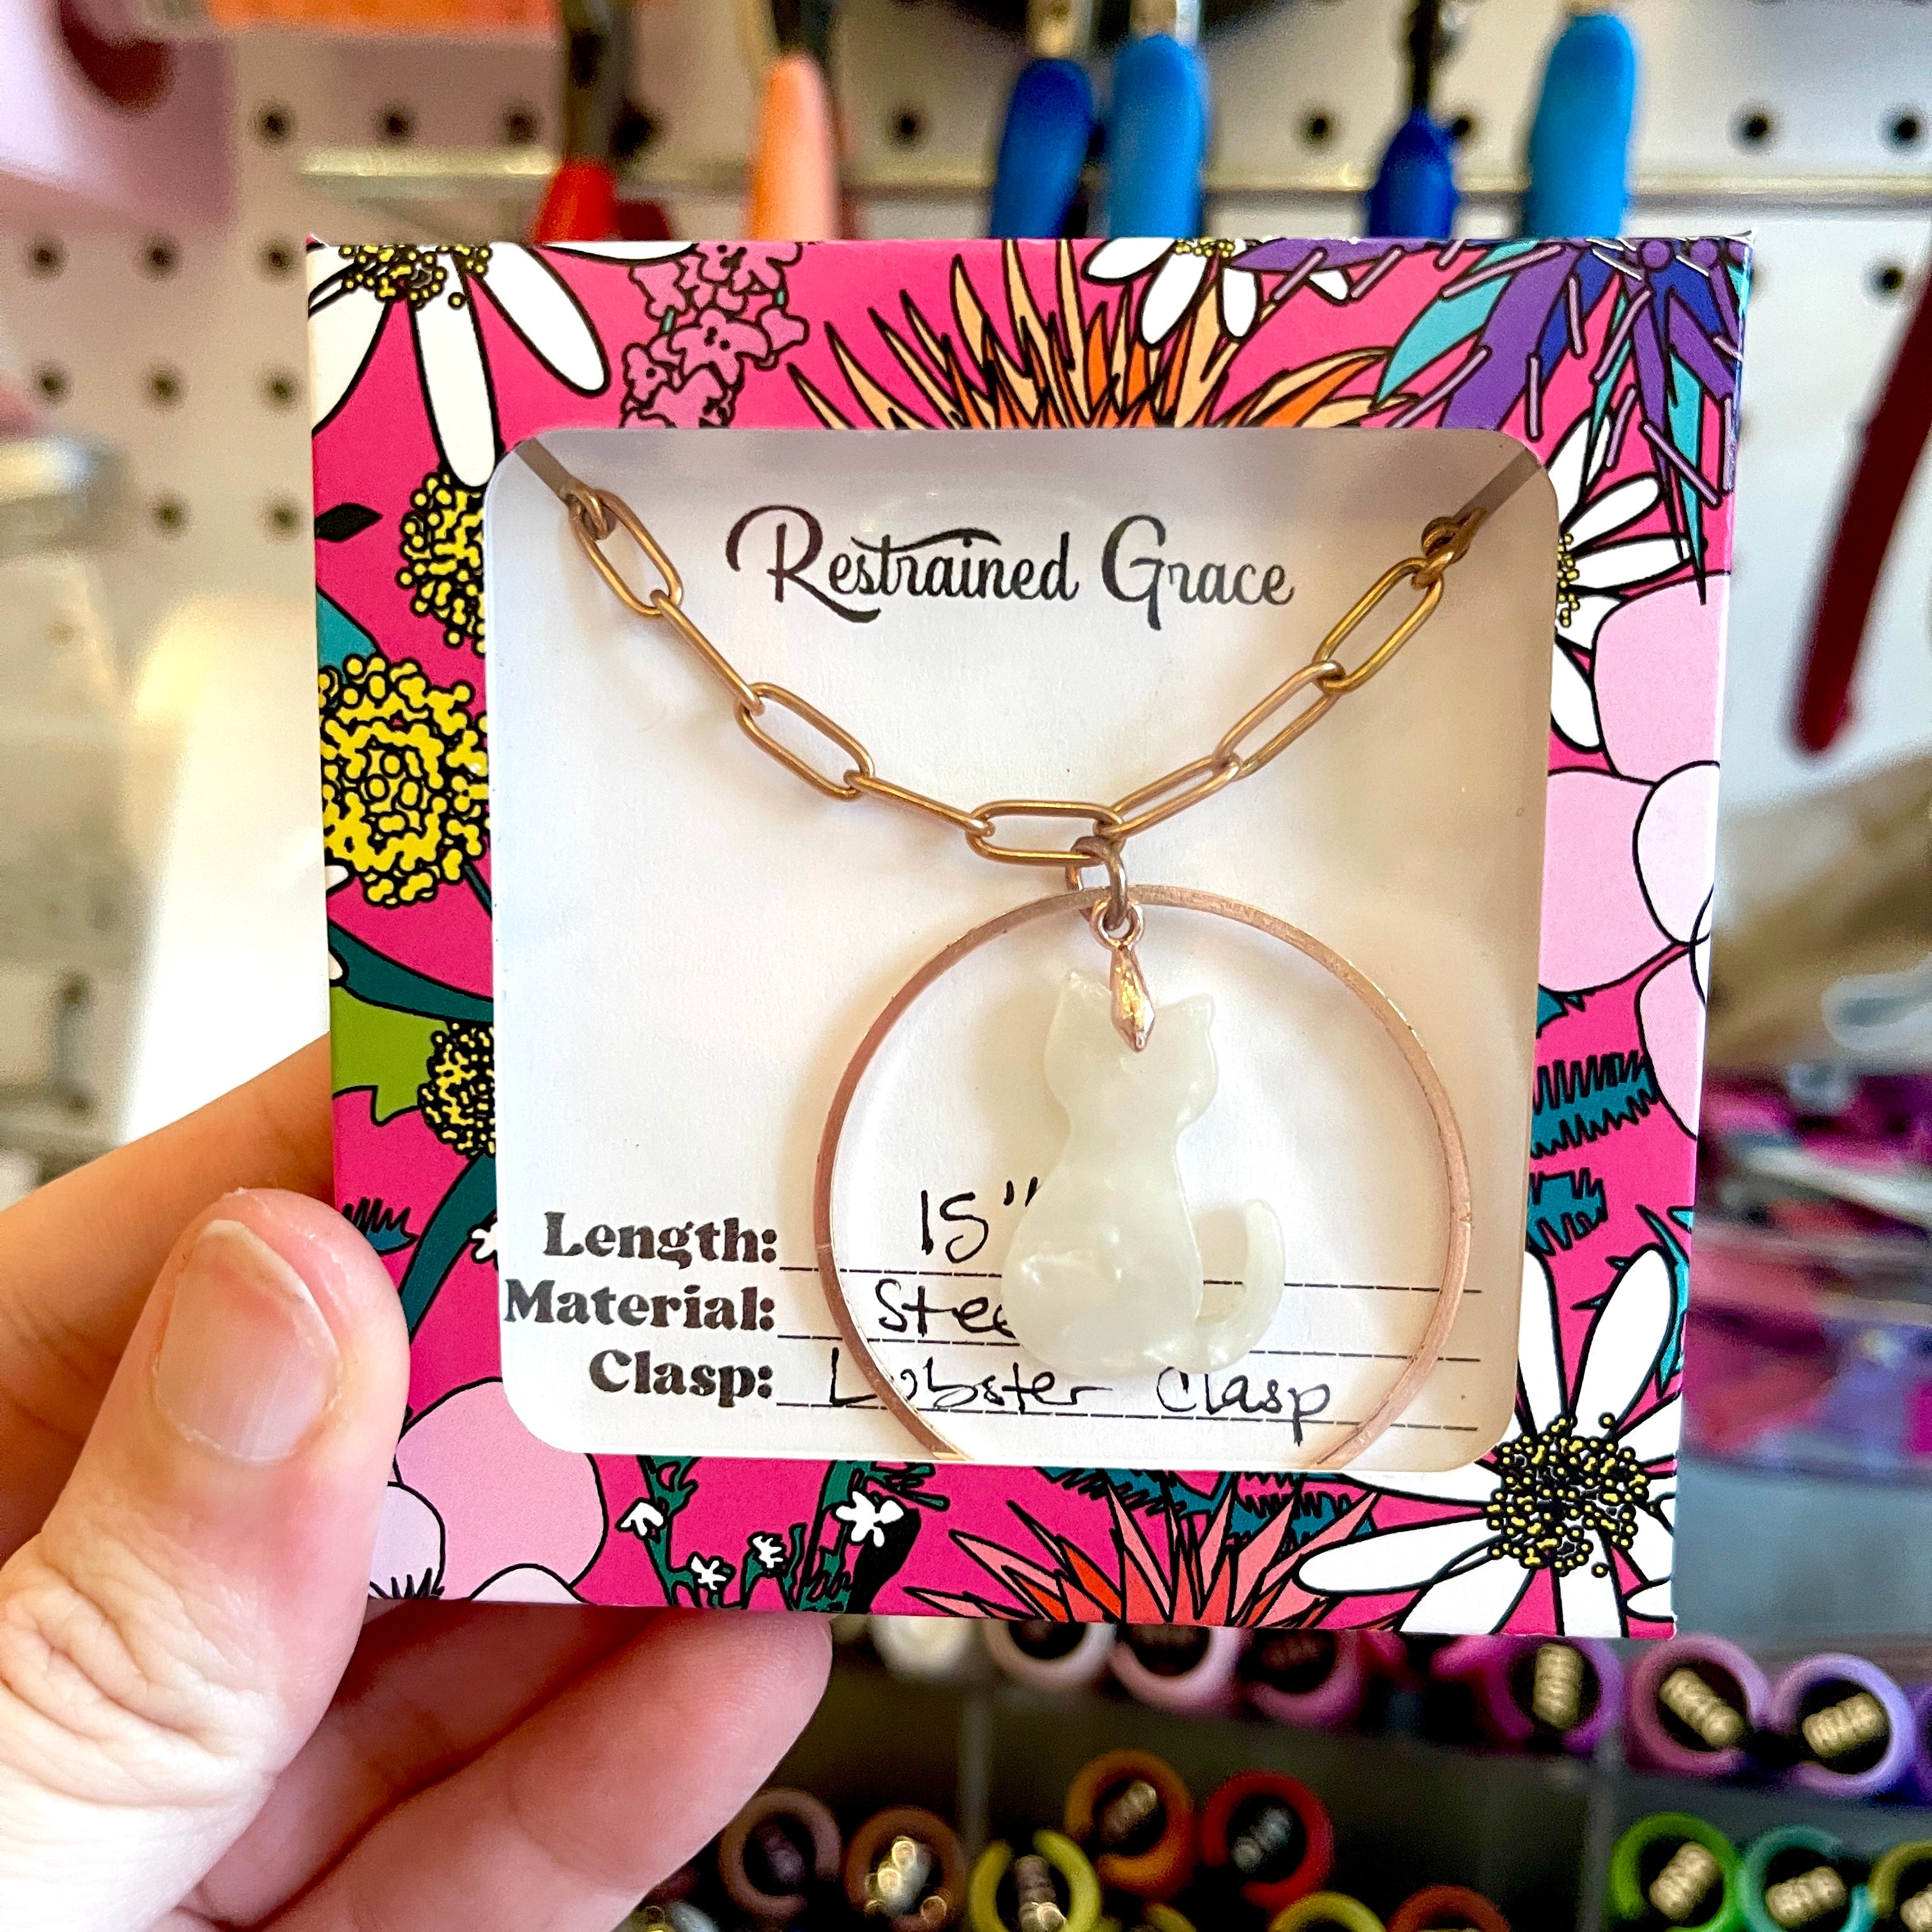 Restrained Grace
Length: 15"
Material: Stee
Clasp: Lobster Clasp